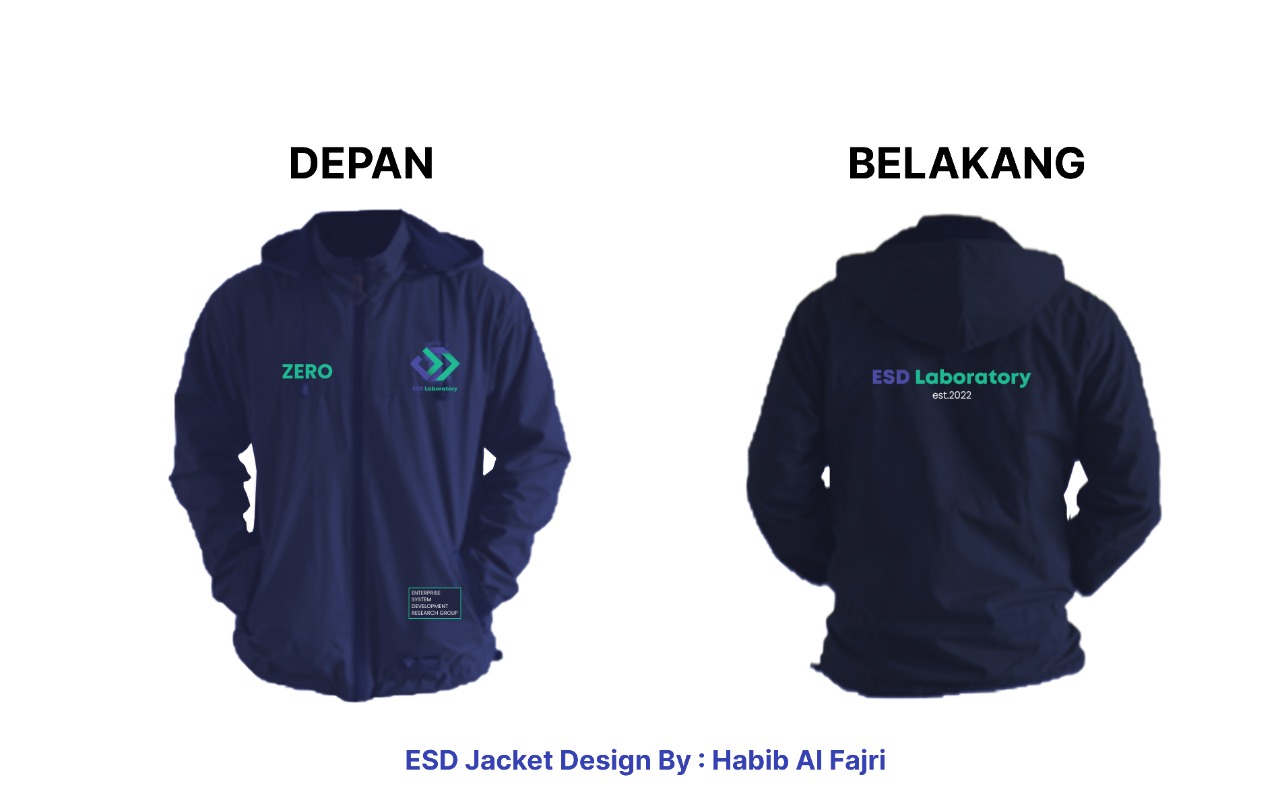 DEPAN
BELAKANG
ZERO
ESD Laboratory
ESD Laboratory
est.2022
ENTERPRISE
SYSTEM
DEVELOPMENT
RESEARCH GROUP
ESD Jacket Design By : Habib Al Fajri